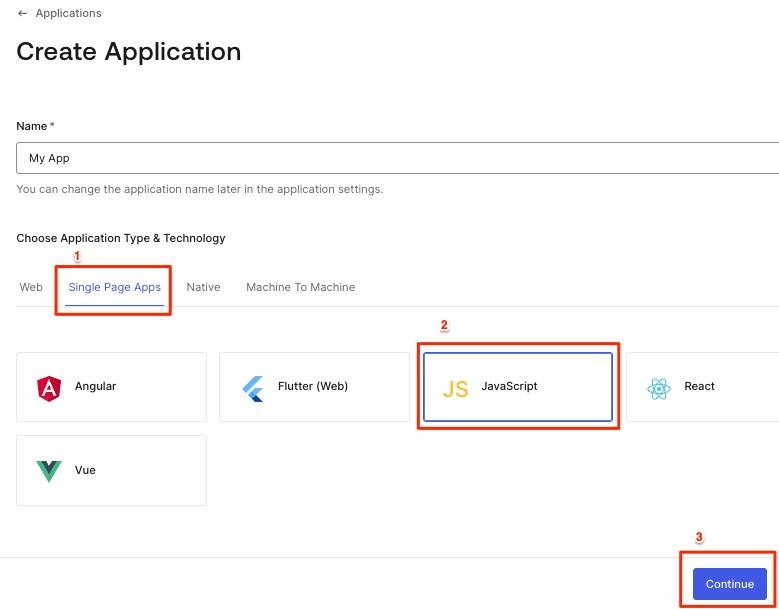 ← Applications
Create Application
Name *
My App
You can change the application name later in the application settings.
Choose Application Type & Technology
1
Web Single Page Apps Native Machine To Machine
2
Angular Flutter (Web) JS JavaScript React
Vue
3
Continue